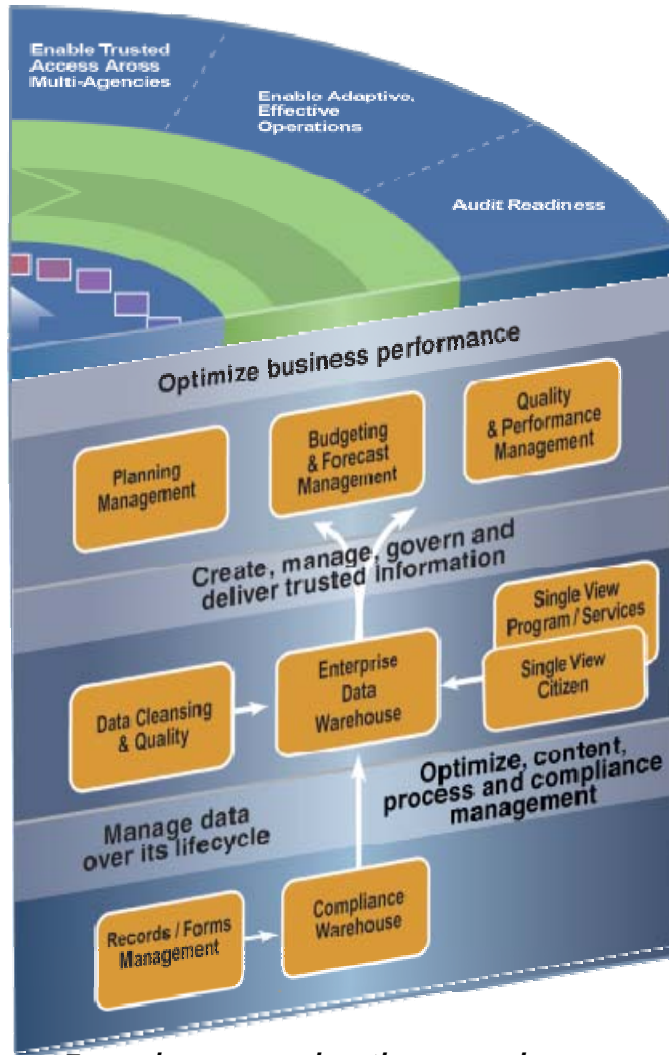 Enable Trusted
Access Aross
Multi-Agencies
Enable Adaptive,
Effective
Operations
Audit Readiness
Optimize business performance
Planning
Management
Budgeting
& Forecast
Management
Quality
& Performance
Management
Create, manage, govern and
deliver trusted information
Single View
Program / Services
Single View
Citizen
Enterprise
Data
Warehouse
Data Cleansing
& Quality
Optimize, content,
process and compliance
management
Manage data
over its lifecycle
Compliance
Warehouse
Records / Forms
Management